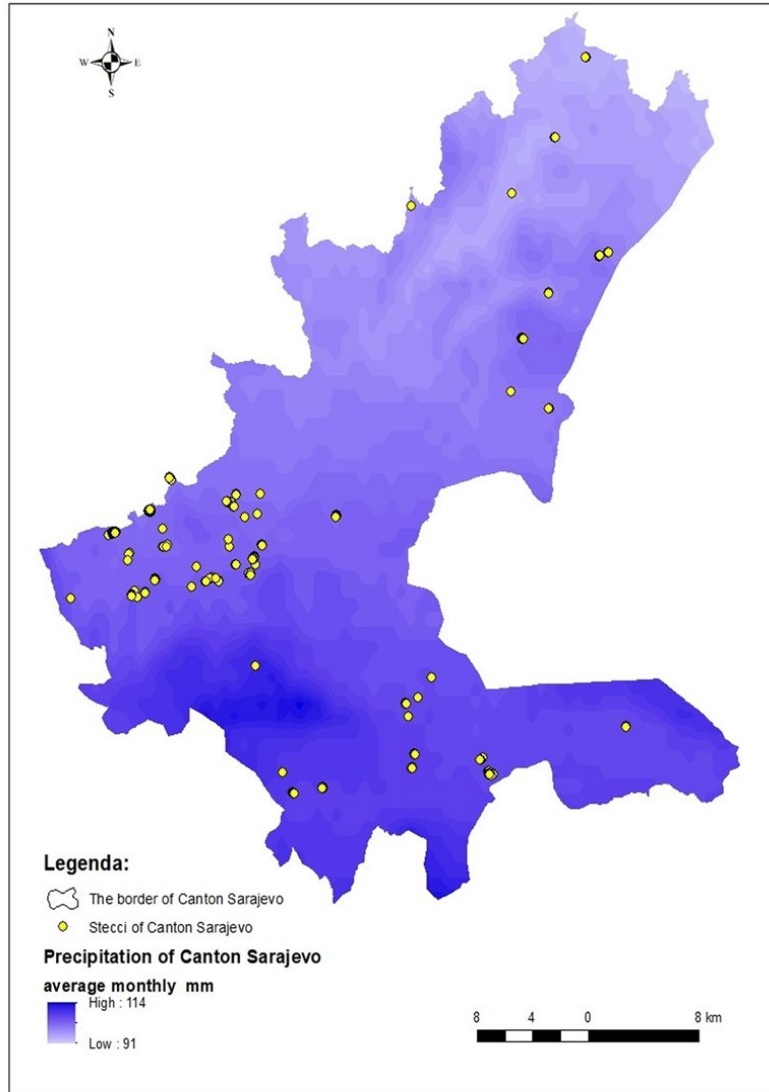 N
W E
S
Legenda:
The border of Canton Sarajevo
Stecci of Canton Sarajevo
Precipitation of Canton Sarajevo
average monthly mm
High : 114
Low : 91
8 4 0 8 km